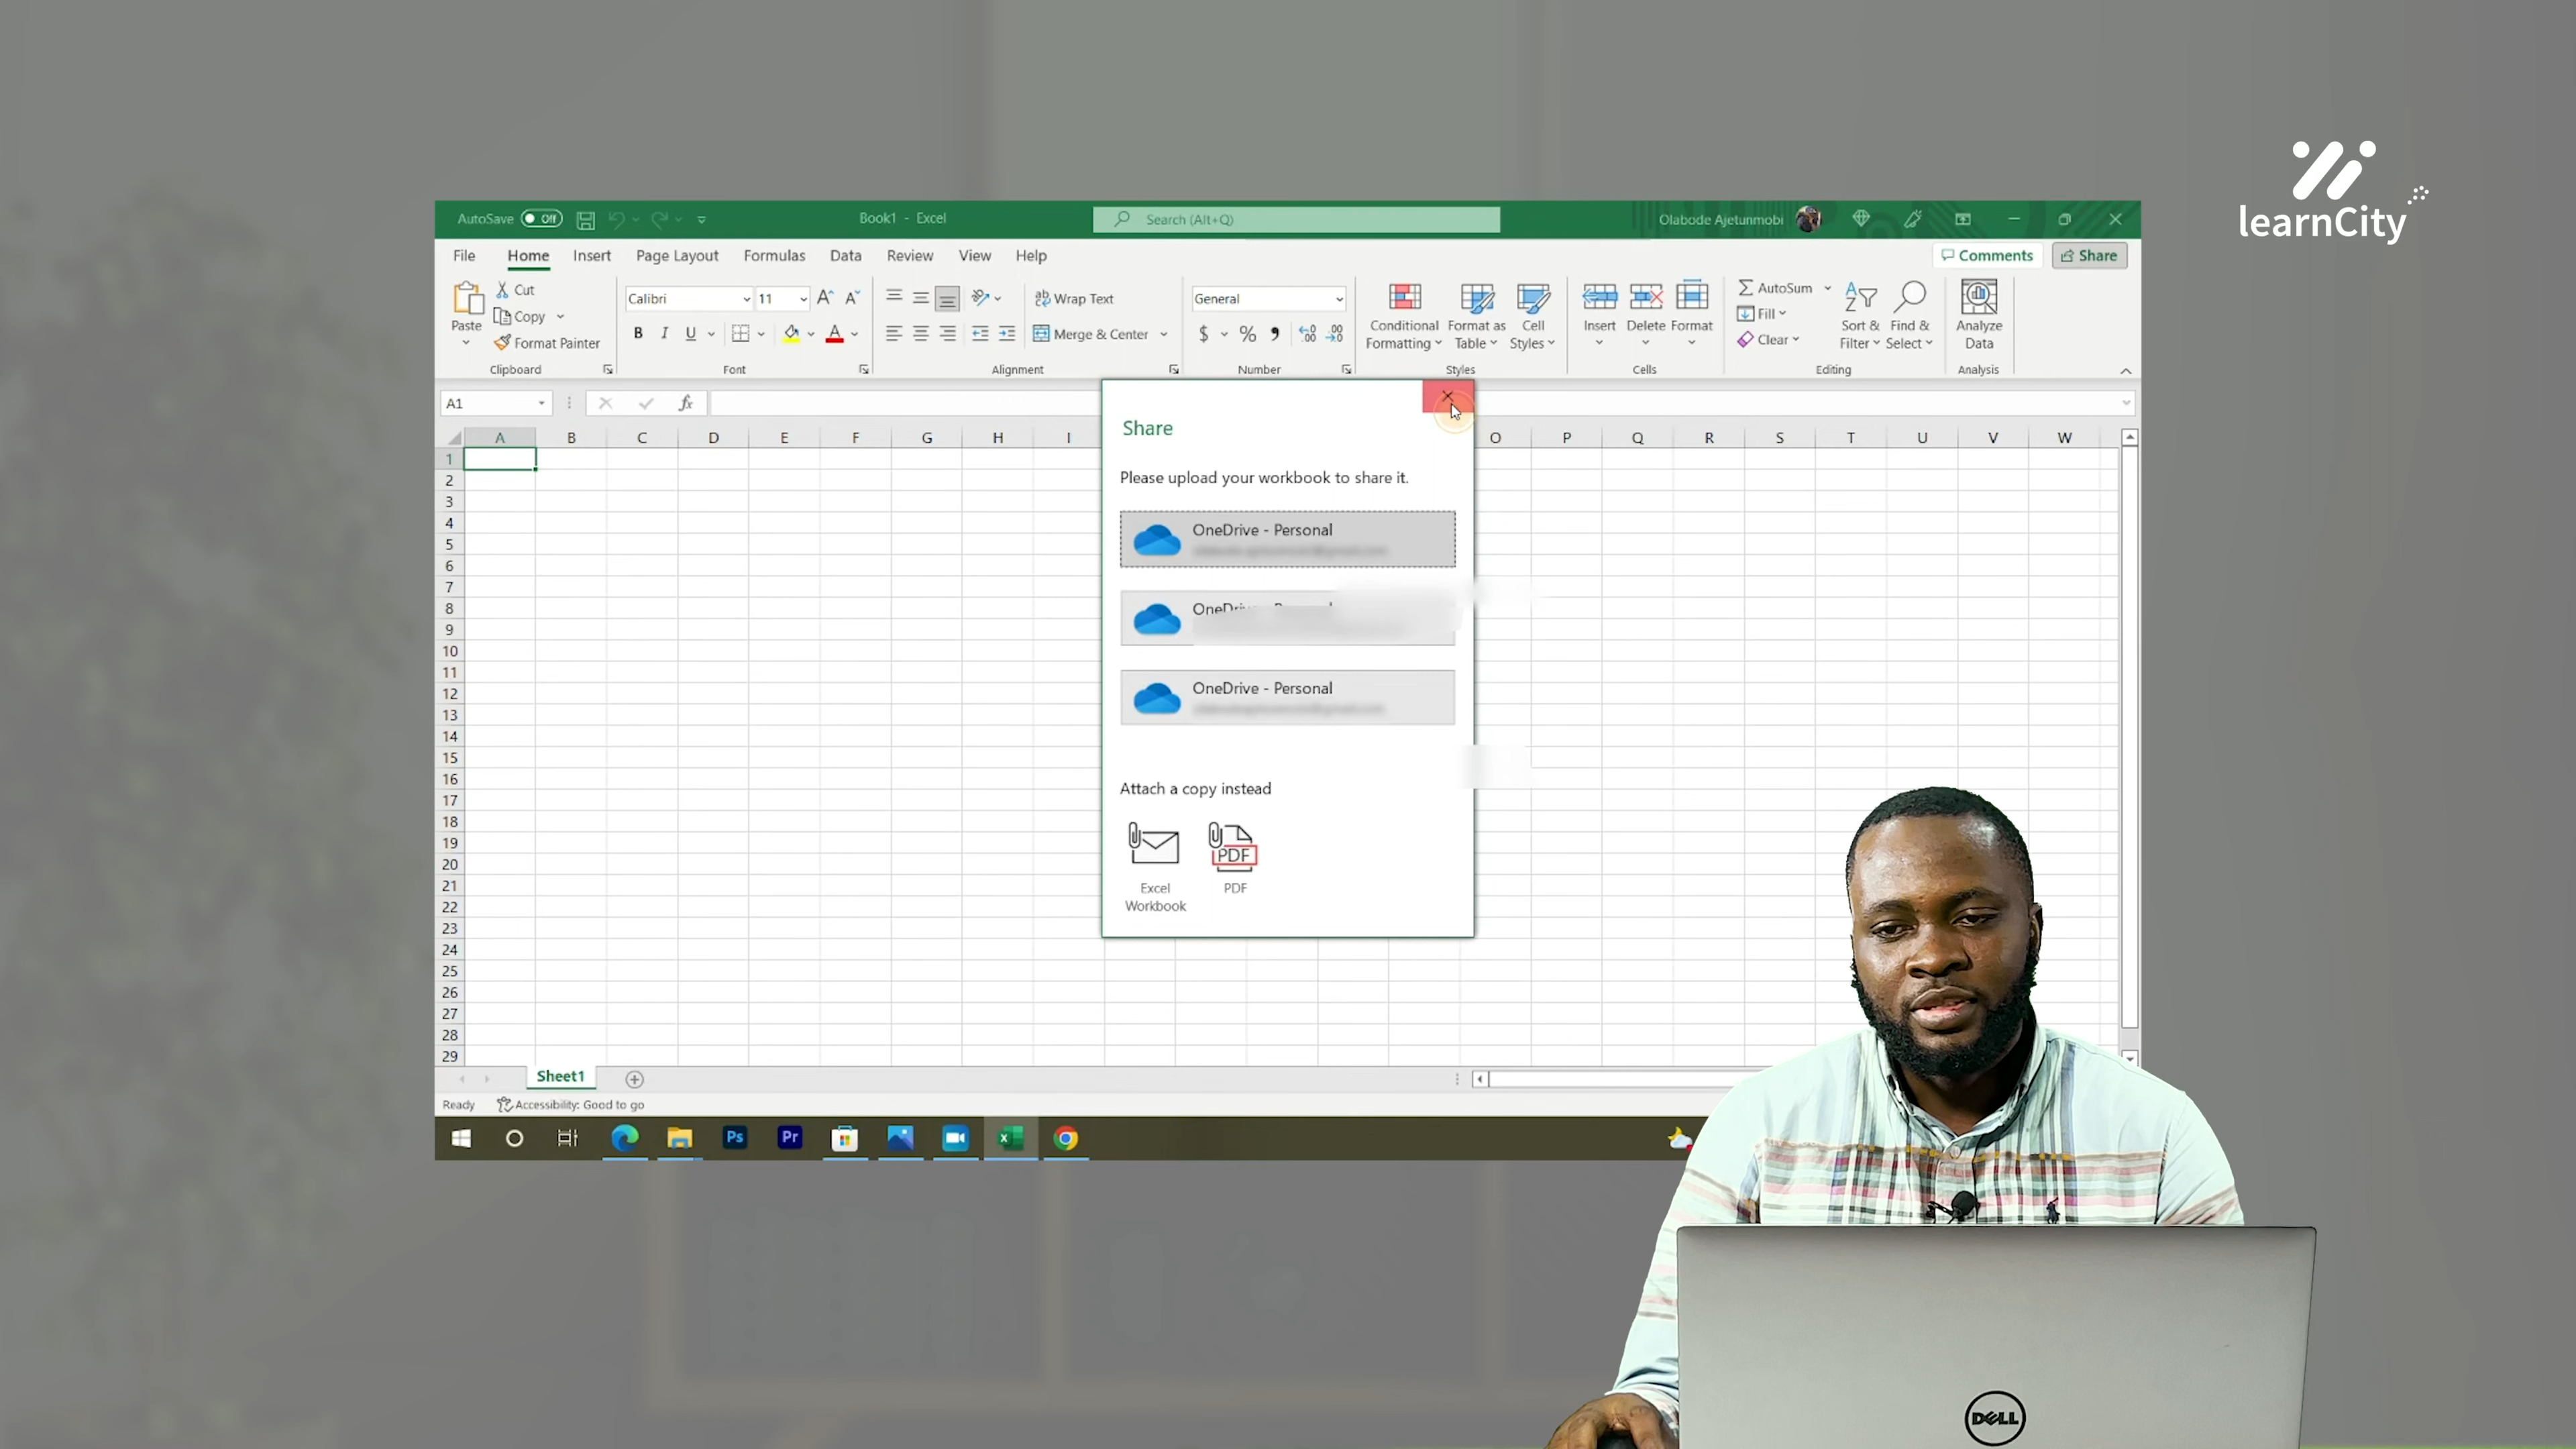 learnCity
AutoSave Off
Book1 - Excel
Search (Alt+Q)
Olabode Ajetunmobi
File Home Insert Page Layout Formulas Data Review View Help
Comments Share
Paste
Cut
Copy
Format Painter
Clipboard
Calibri 11
B I U
Font
Wrap Text
Merge & Center
Alignment
General
$ % ,
Number
Conditional Formatting
Format as Table
Cell Styles
Styles
Insert Delete Format
Cells
AutoSum
Fill
Clear
Sort & Filter
Find & Select
Editing
Analyze Data
Analysis
A1
fx
A B C D E F G H I O P Q R S T U V W
1
2
3
4
5
6
7
8
9
10
11
12
13
14
15
16
17
18
19
20
21
22
23
24
25
26
27
28
29
Share
Please upload your workbook to share it.
OneDrive - Personal
OneDrive - Personal
Attach a copy instead
PDF
Excel Workbook
PDF
Sheet1
Ready
Accessibility: Good to go
Ps Pr
DELL